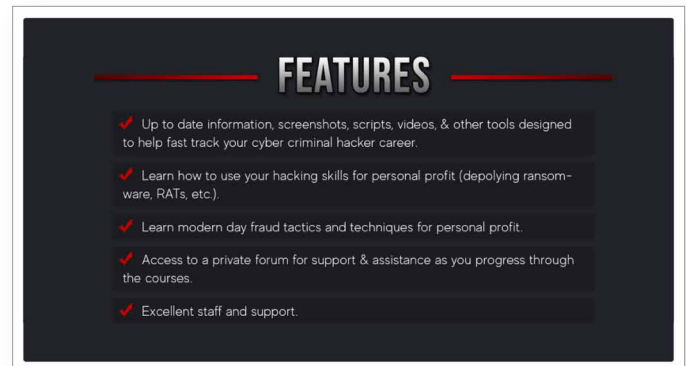 FEATURES
Up to date information, screenshots, scripts, videos, & other tools designed
to help fast track your cyber criminal hacker career.
Learn how to use your hacking skills for personal profit (depolying ransom-
ware, RATs, etc.).
Learn modern day fraud tactics and techniques for personal profit.
Access to a private forum for support & assistance as you progress through
the courses.
Excellent staff and support.